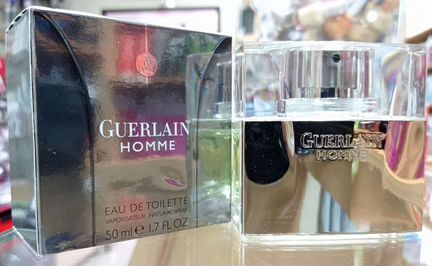 GUERLAIN
HOMME
EAU DE TOILETTE
VAPORISATEUR NATURAL SPRAY
50 ml ℮ 1.7 FL.OZ
GUERLAIN
HOMME